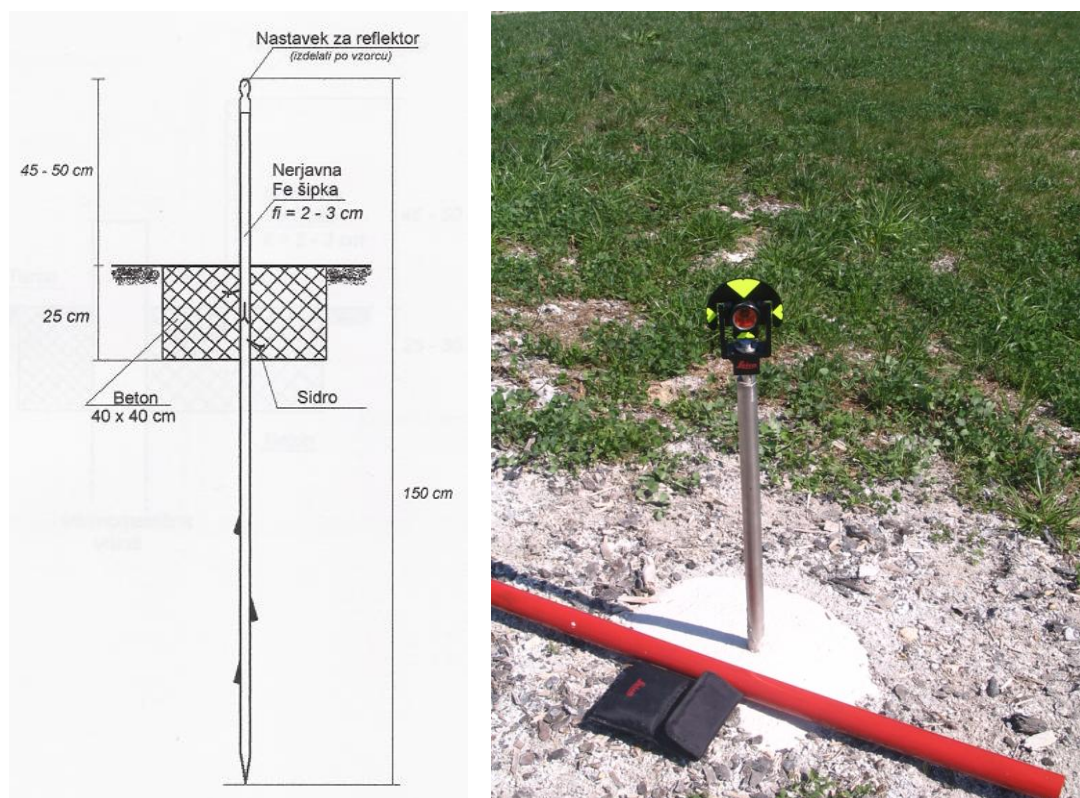 Nastavek za reflektor
(izdelati po vzorcu)
45 - 50 cm
Nerjavna
Fe šipka
fi = 2 - 3 cm
25 cm
Beton
40 x 40 cm
Sidro
150 cm
Leica